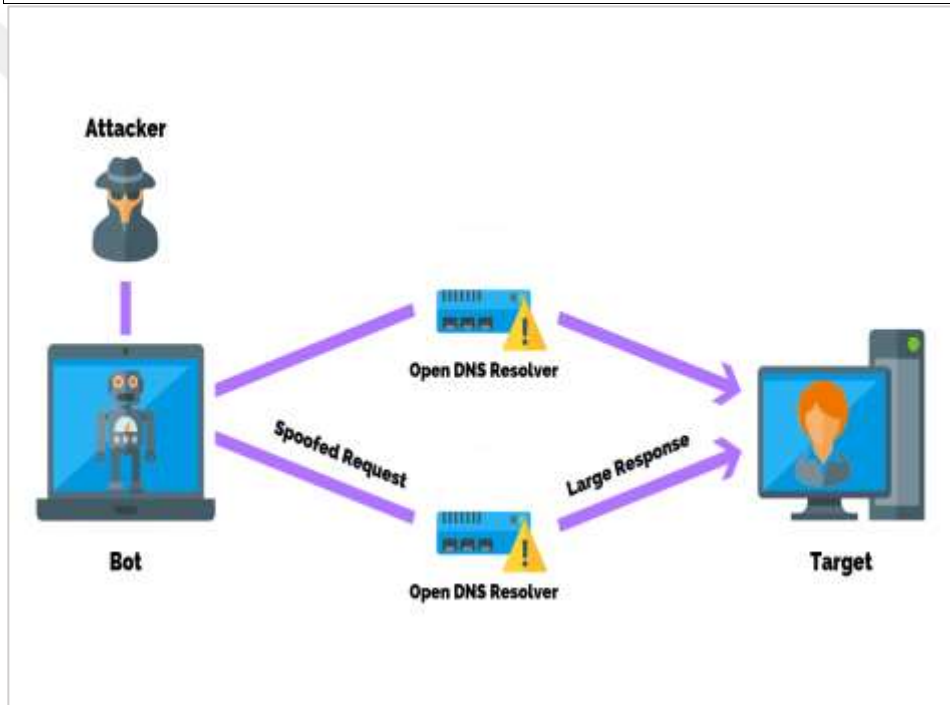 Attacker
Open DNS Resolver
Spoofed Request
Large Response
Open DNS Resolver
Bot
Target